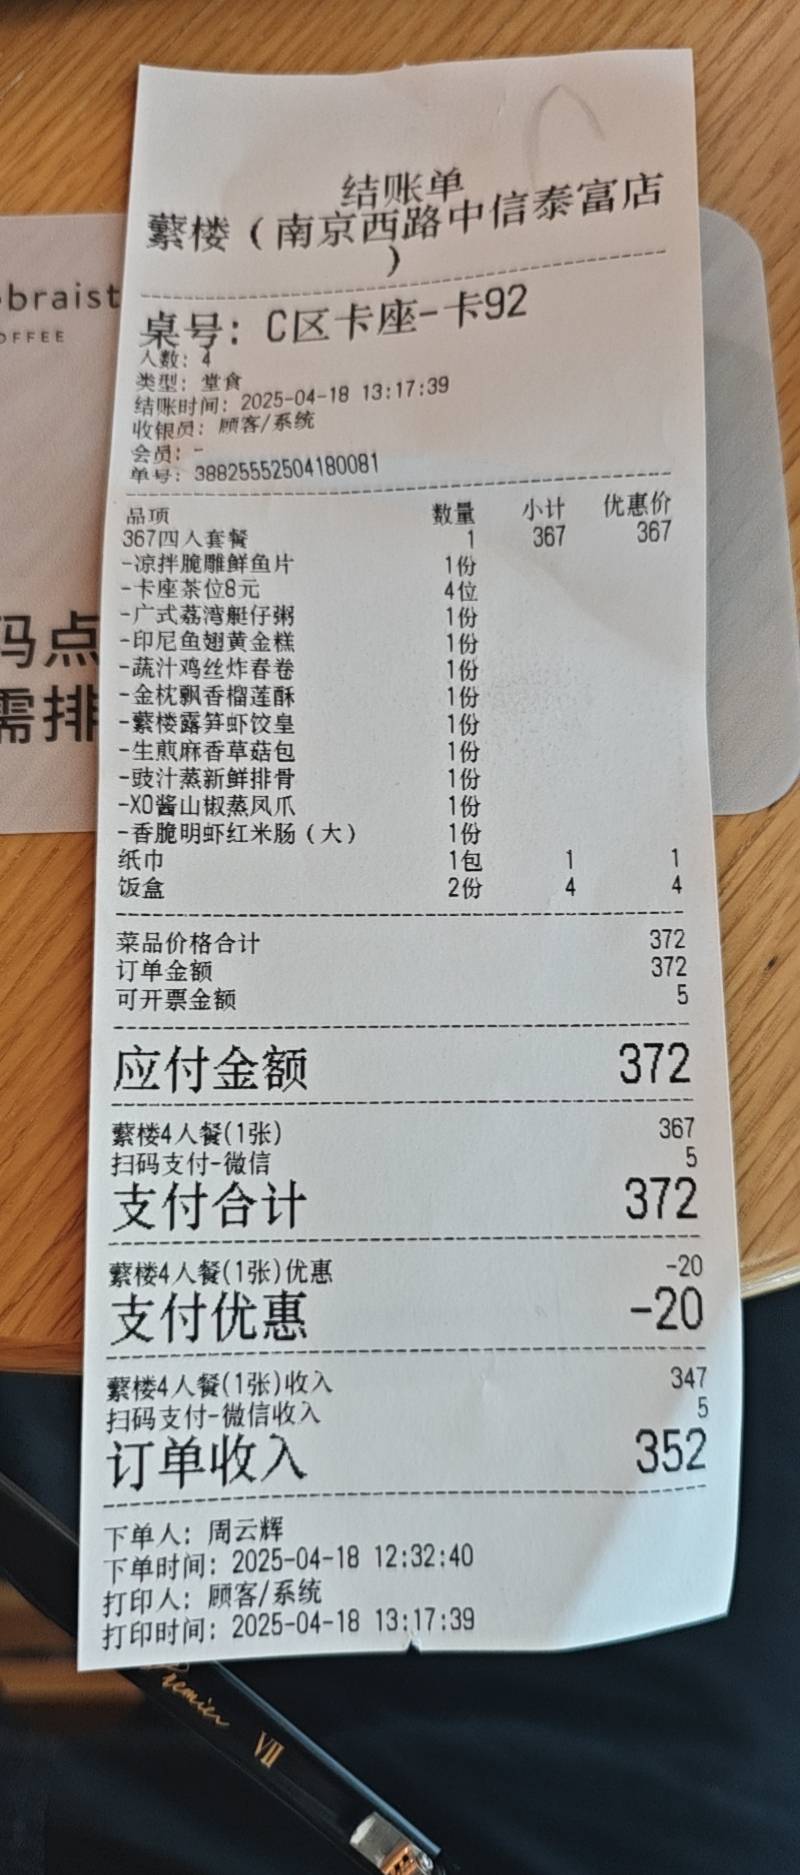 结账单
蘩楼（南京西路中信泰富店
）
桌号：C区卡座-卡92
人数：4
类型：堂食
结账时间：2025-04-18 13:17:39
收银员：顾客/系统
会员：-
单号：38825552504180081
品项 数量 小计 优惠价
367四人套餐 1 367 367
-凉拌脆雕鲜鱼片 1份
-卡座茶位8元 4位
-广式荔湾艇仔粥 1份
-印尼鱼翅黄金糕 1份
-蔬汁鸡丝炸春卷 1份
-金枕飘香榴莲酥 1份
-蘩楼露笋虾饺皇 1份
-生煎麻香草菇包 1份
-豉汁蒸新鲜排骨 1份
-XO酱山椒蒸凤爪 1份
-香脆明虾红米肠（大） 1份
纸巾 1包 1 1
饭盒 2份 4 4
菜品价格合计 372
订单金额 372
可开票金额 5
应付金额 372
蘩楼4人餐(1张) 367
扫码支付-微信 5
支付合计 372
蘩楼4人餐(1张)优惠 -20
支付优惠 -20
蘩楼4人餐(1张)收入 347
扫码支付-微信收入 5
订单收入 352
下单人：周云辉
下单时间：2025-04-18 12:32:40
打印人：顾客/系统
打印时间：2025-04-18 13:17:39
braist
OFFEE
码点
需排
Premier VII